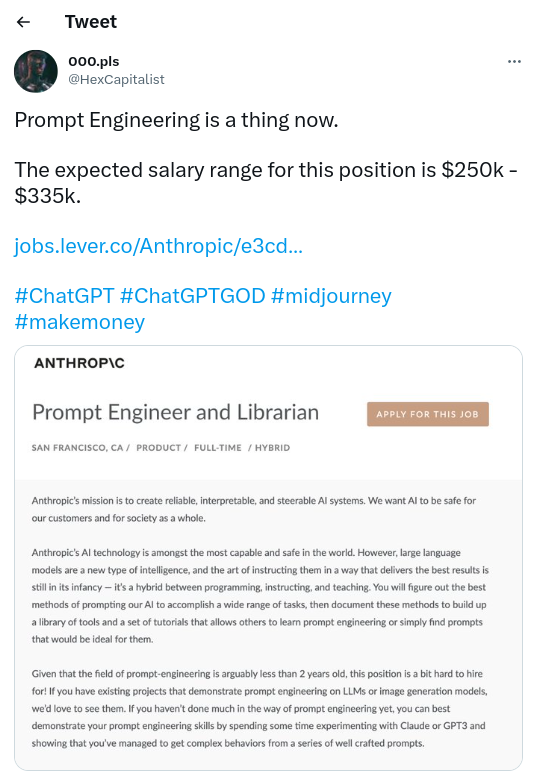 Tweet
000.pls
@HexCapitalist
Prompt Engineering is a thing now.
The expected salary range for this position is $250k -
$335k.
jobs.lever.co/Anthropic/e3cd...
#ChatGPT #ChatGPTGOD #midjourney
#makemoney
ANTHROP\C
Prompt Engineer and Librarian
APPLY FOR THIS JOB
SAN FRANCISCO, CA / PRODUCT / FULL-TIME / HYBRID
Anthropic's mission is to create reliable, interpretable, and steerable AI systems. We want AI to be safe for
our customers and for society as a whole.
Anthropic's AI technology is amongst the most capable and safe in the world. However, large language
models are a new type of intelligence, and the art of instructing them in a way that delivers the best results is
still in its infancy — it's a hybrid between programming, instructing, and teaching. You will figure out the best
methods of prompting our AI to accomplish a wide range of tasks, then document these methods to build up
a library of tools and a set of tutorials that allows others to learn prompt engineering or simply find prompts
that would be ideal for them.
Given that the field of prompt-engineering is arguably less than 2 years old, this position is a bit hard to hire
for! If you have existing projects that demonstrate prompt engineering on LLMs or image generation models,
we'd love to see them. If you haven't done much in the way of prompt engineering yet, you can best
demonstrate your prompt engineering skills by spending some time experimenting with Claude or GPT3 and
showing that you've managed to get complex behaviors from a series of well crafted prompts.